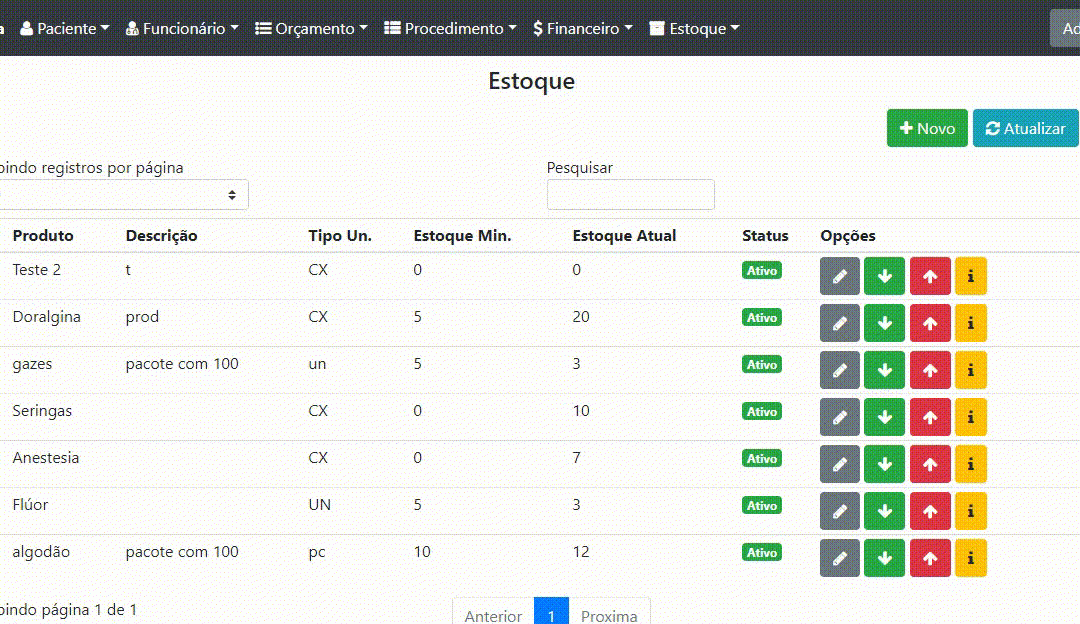 a Paciente Funcionário Orçamento Procedimento $ Financeiro Estoque Ad
Estoque
Novo Atualizar
bindo registros por página Pesquisar
Produto Descrição Tipo Un. Estoque Min. Estoque Atual Status Opções
Teste 2 t CX 0 0 Ativo
Doralgina prod CX 5 20 Ativo
gazes pacote com 100 un 5 3 Ativo
Seringas CX 0 10 Ativo
Anestesia CX 0 7 Ativo
Flúor UN 5 3 Ativo
algodão pacote com 100 pc 10 12 Ativo
bindo página 1 de 1 Anterior 1 Proxima